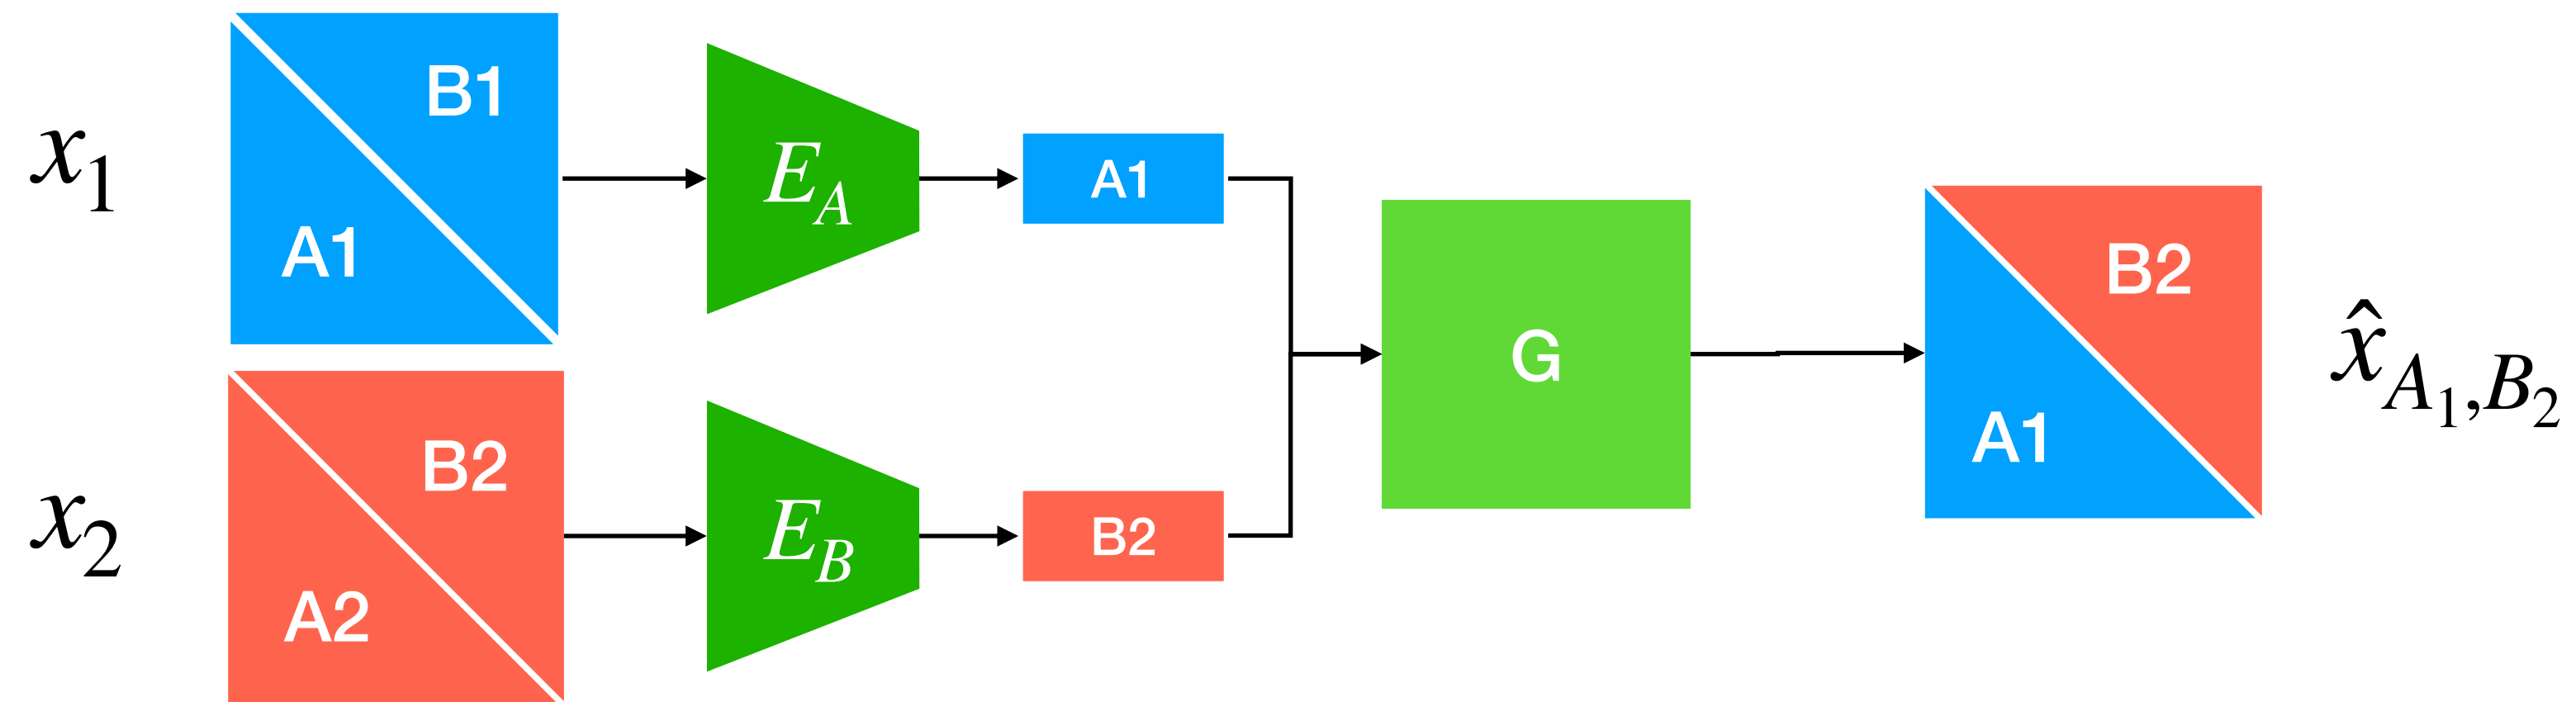 x₁
B1
A1
E_A
A1
x₂
B2
A2
E_B
B2
G
B2
A1
x̂_{A₁,B₂}